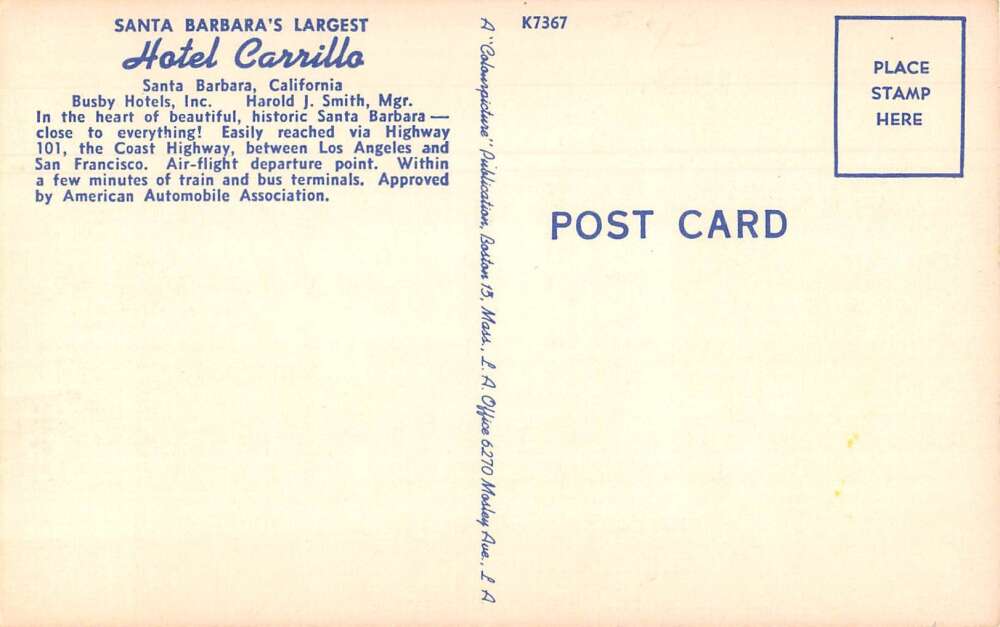 SANTA BARBARA'S LARGEST
Hotel Carrillo
Santa Barbara, California
Busby Hotels, Inc. Harold J. Smith, Mgr.
In the heart of beautiful, historic Santa Barbara —
close to everything! Easily reached via Highway
101, the Coast Highway, between Los Angeles and
San Francisco. Air-flight departure point. Within
a few minutes of train and bus terminals. Approved
by American Automobile Association.
A "Colourpicture" Publication, Boston 15, Mass., L. A. Office 6270 Mosley Ave., L A
K7367
PLACE
STAMP
HERE
POST CARD